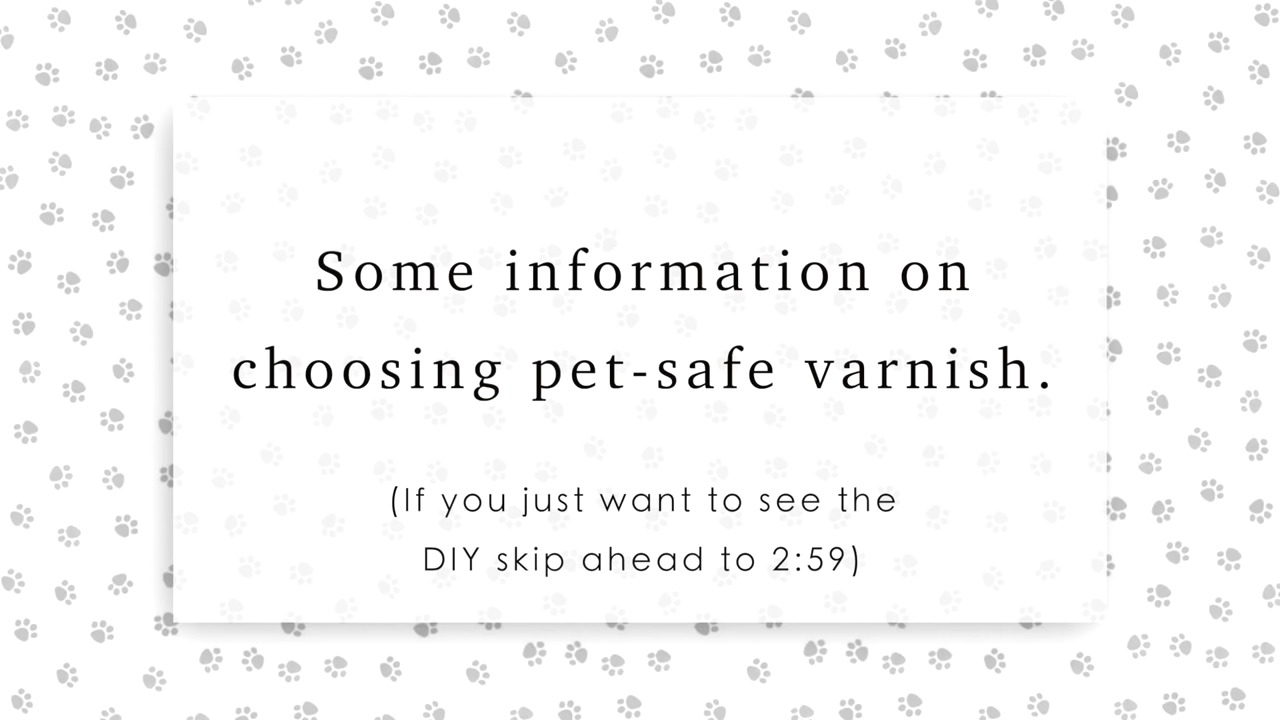 Some information on
choosing pet-safe varnish.
(If you just want to see the
DIY skip ahead to 2:59)